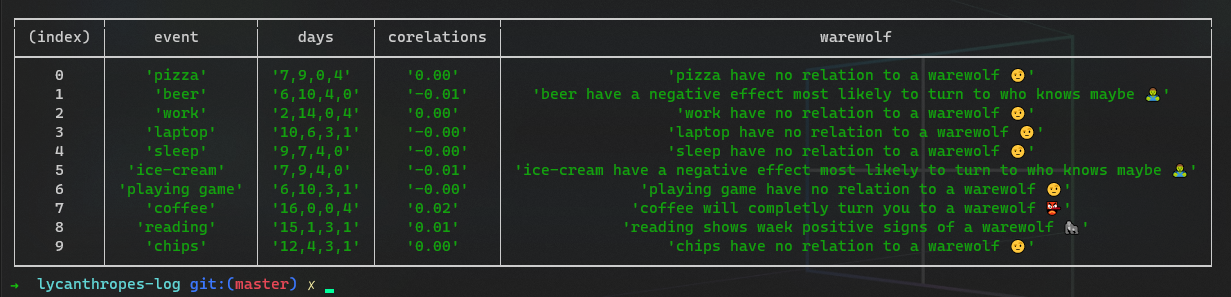 (index) event days corelations warewolf
0 'pizza' '7,9,0,4' '0.00' 'pizza have no relation to a warewolf 🧑'
1 'beer' '6,10,4,0' '-0.01' 'beer have a negative effect most likely to turn to who knows maybe 🧟‍♂️'
2 'work' '2,14,0,4' '0.00' 'work have no relation to a warewolf 🧑'
3 'laptop' '10,6,3,1' '-0.00' 'laptop have no relation to a warewolf 🧑'
4 'sleep' '9,7,4,0' '-0.00' 'sleep have no relation to a warewolf 🧑'
5 'ice-cream' '7,9,4,0' '-0.01' 'ice-cream have a negative effect most likely to turn to who knows maybe 🧟‍♂️'
6 'playing game' '6,10,3,1' '-0.00' 'playing game have no relation to a warewolf 🧑'
7 'coffee' '16,0,0,4' '0.02' 'coffee will completly turn you to a warewolf 👹'
8 'reading' '15,1,3,1' '0.01' 'reading shows waek positive signs of a warewolf 🦍'
9 'chips' '12,4,3,1' '0.00' 'chips have no relation to a warewolf 🧑'
→ lycanthropes-log git:(master) ✗